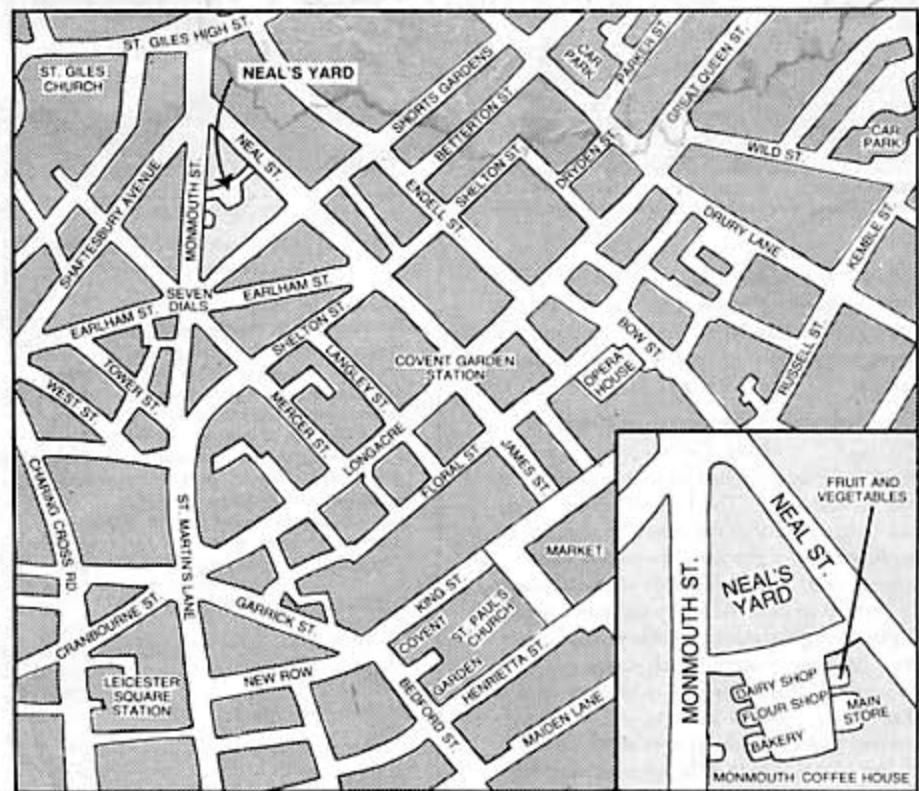 ST. GILES HIGH ST.
ST. GILES
CHURCH
NEAL'S YARD
CAR
PARK
PARKER ST.
GREAT QUEEN ST.
SHORTS GARDENS
BETTERTON ST.
NEAL ST.
CAR
PARK
WILD ST.
SHELTON ST.
DRYDEN ST.
ENDELL ST.
SHAFTESBURY AVENUE
MONMOUTH ST.
DRURY LANE
KEMBLE ST.
SEVEN
DIALS
EARLHAM ST.
EARLHAM ST.
SHELTON ST.
LANGLEY ST.
COVENT GARDEN
STATION
BOW ST.
OPERA
HOUSE
RUSSELL ST.
TOWER ST.
WEST ST.
MERCER ST.
LONGACRE
FLORAL ST.
JAMES ST.
CHARING CROSS RD
ST. MARTINS LANE
MARKET
KING ST.
COVENT
GARDEN
ST. PAUL'S
CHURCH
GARRICK ST.
CRANBOURNE ST.
HENRIETTA ST.
NEW ROW
LEICESTER
SQUARE
STATION
BEDFORD ST.
MAIDEN LANE
FRUIT AND
VEGETABLES
NEAL ST.
NEAL'S
YARD
MONMOUTH ST.
DAIRY SHOP
FLOUR SHOP
MAIN
STORE
BAKERY
MONMOUTH COFFEE HOUSE